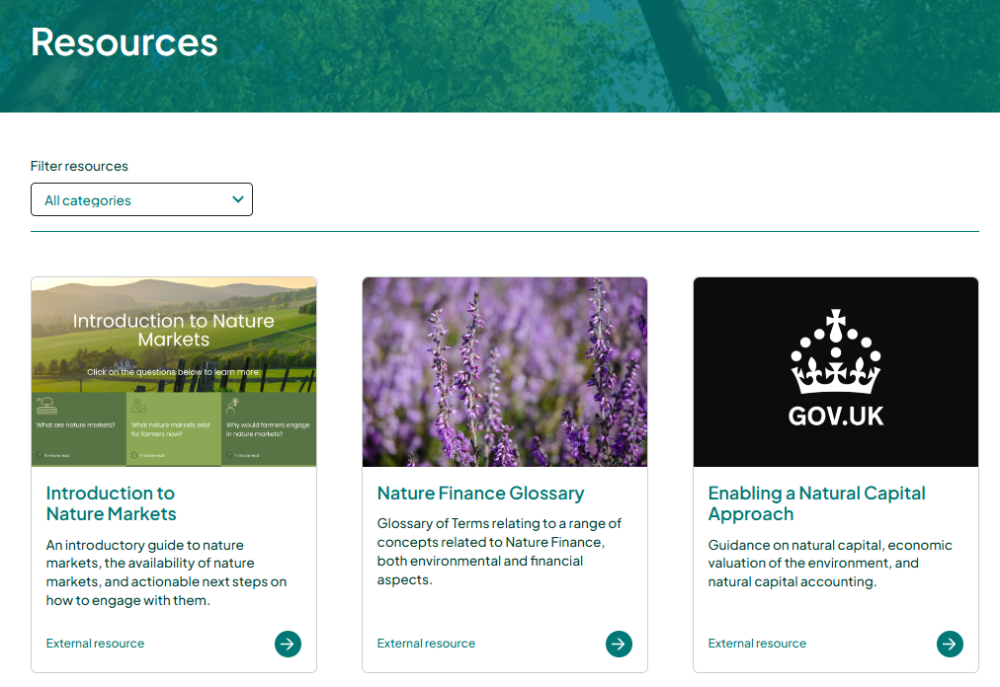 Resources
Filter resources
All categories
Introduction to Nature
Markets
Click on the questions below to learn more:
What are nature markets?
What nature markets exist
for farmers now?
Why would farmers engage
in nature markets?
Introduction to
Nature Markets
An introductory guide to nature
markets, the availability of nature
markets, and actionable next steps on
how to engage with them.
External resource
Nature Finance Glossary
Glossary of Terms relating to a range of
concepts related to Nature Finance,
both environmental and financial
aspects.
External resource
GOV.UK
Enabling a Natural Capital
Approach
Guidance on natural capital, economic
valuation of the environment, and
natural capital accounting.
External resource